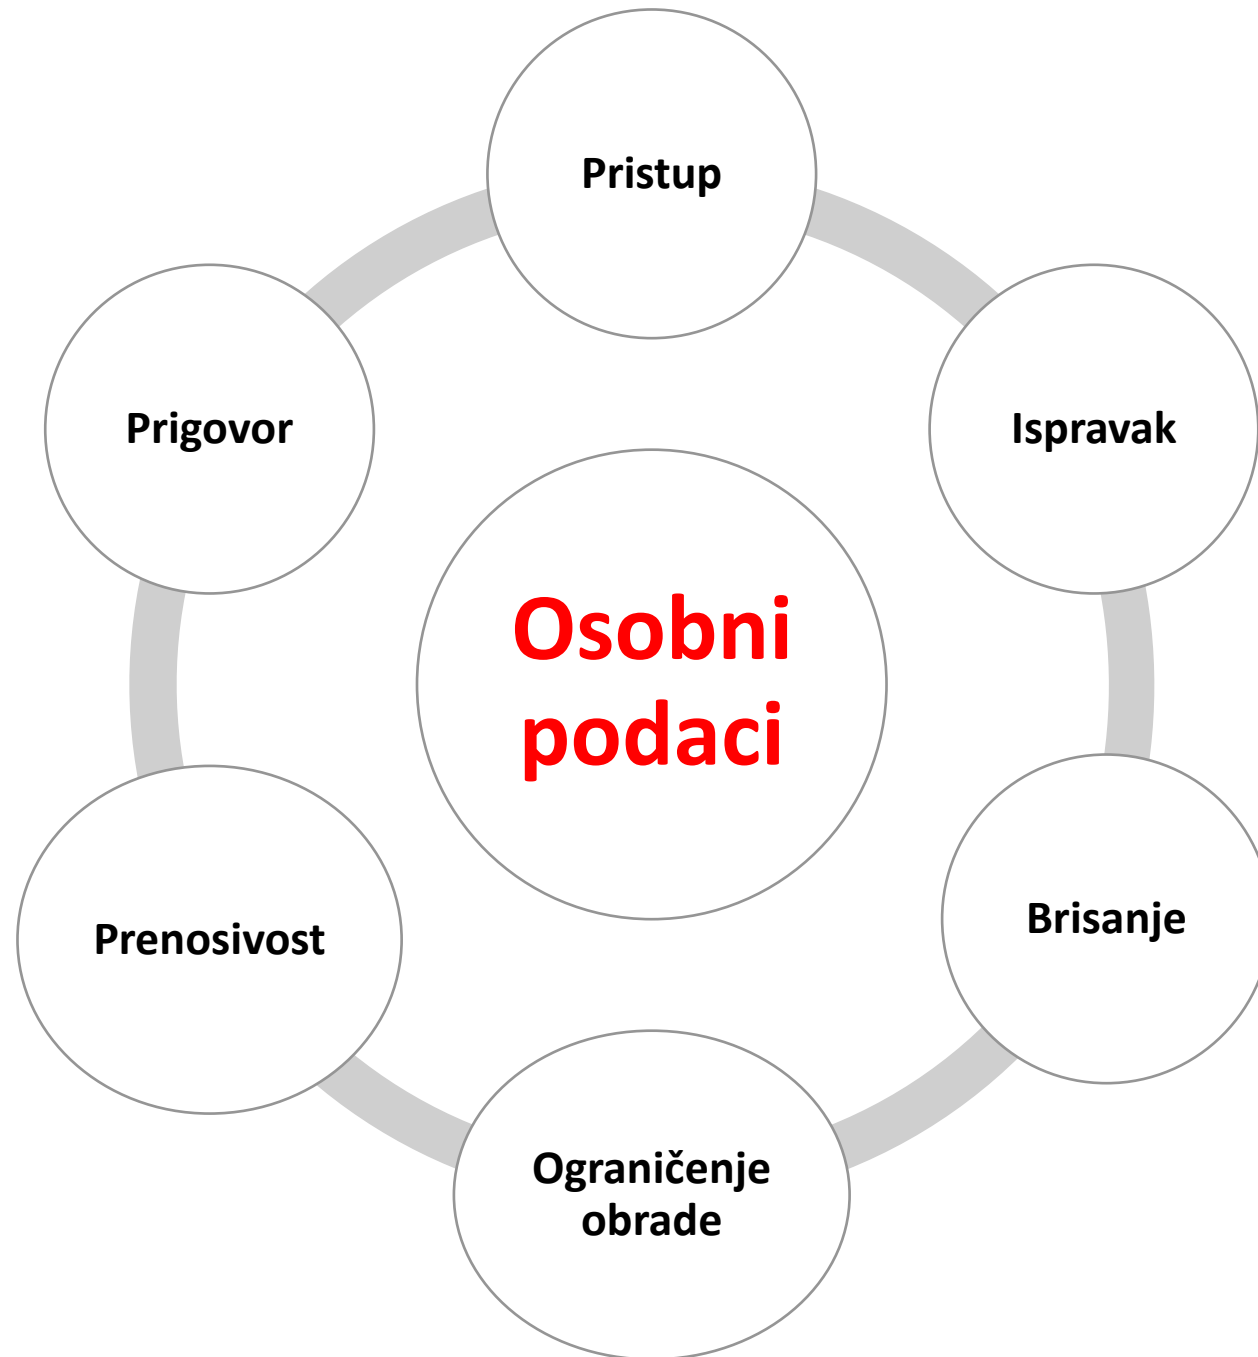 Pristup
Ispravak
Brisanje
Ograničenje
obrade
Prenosivost
Prigovor
Osobni
podaci